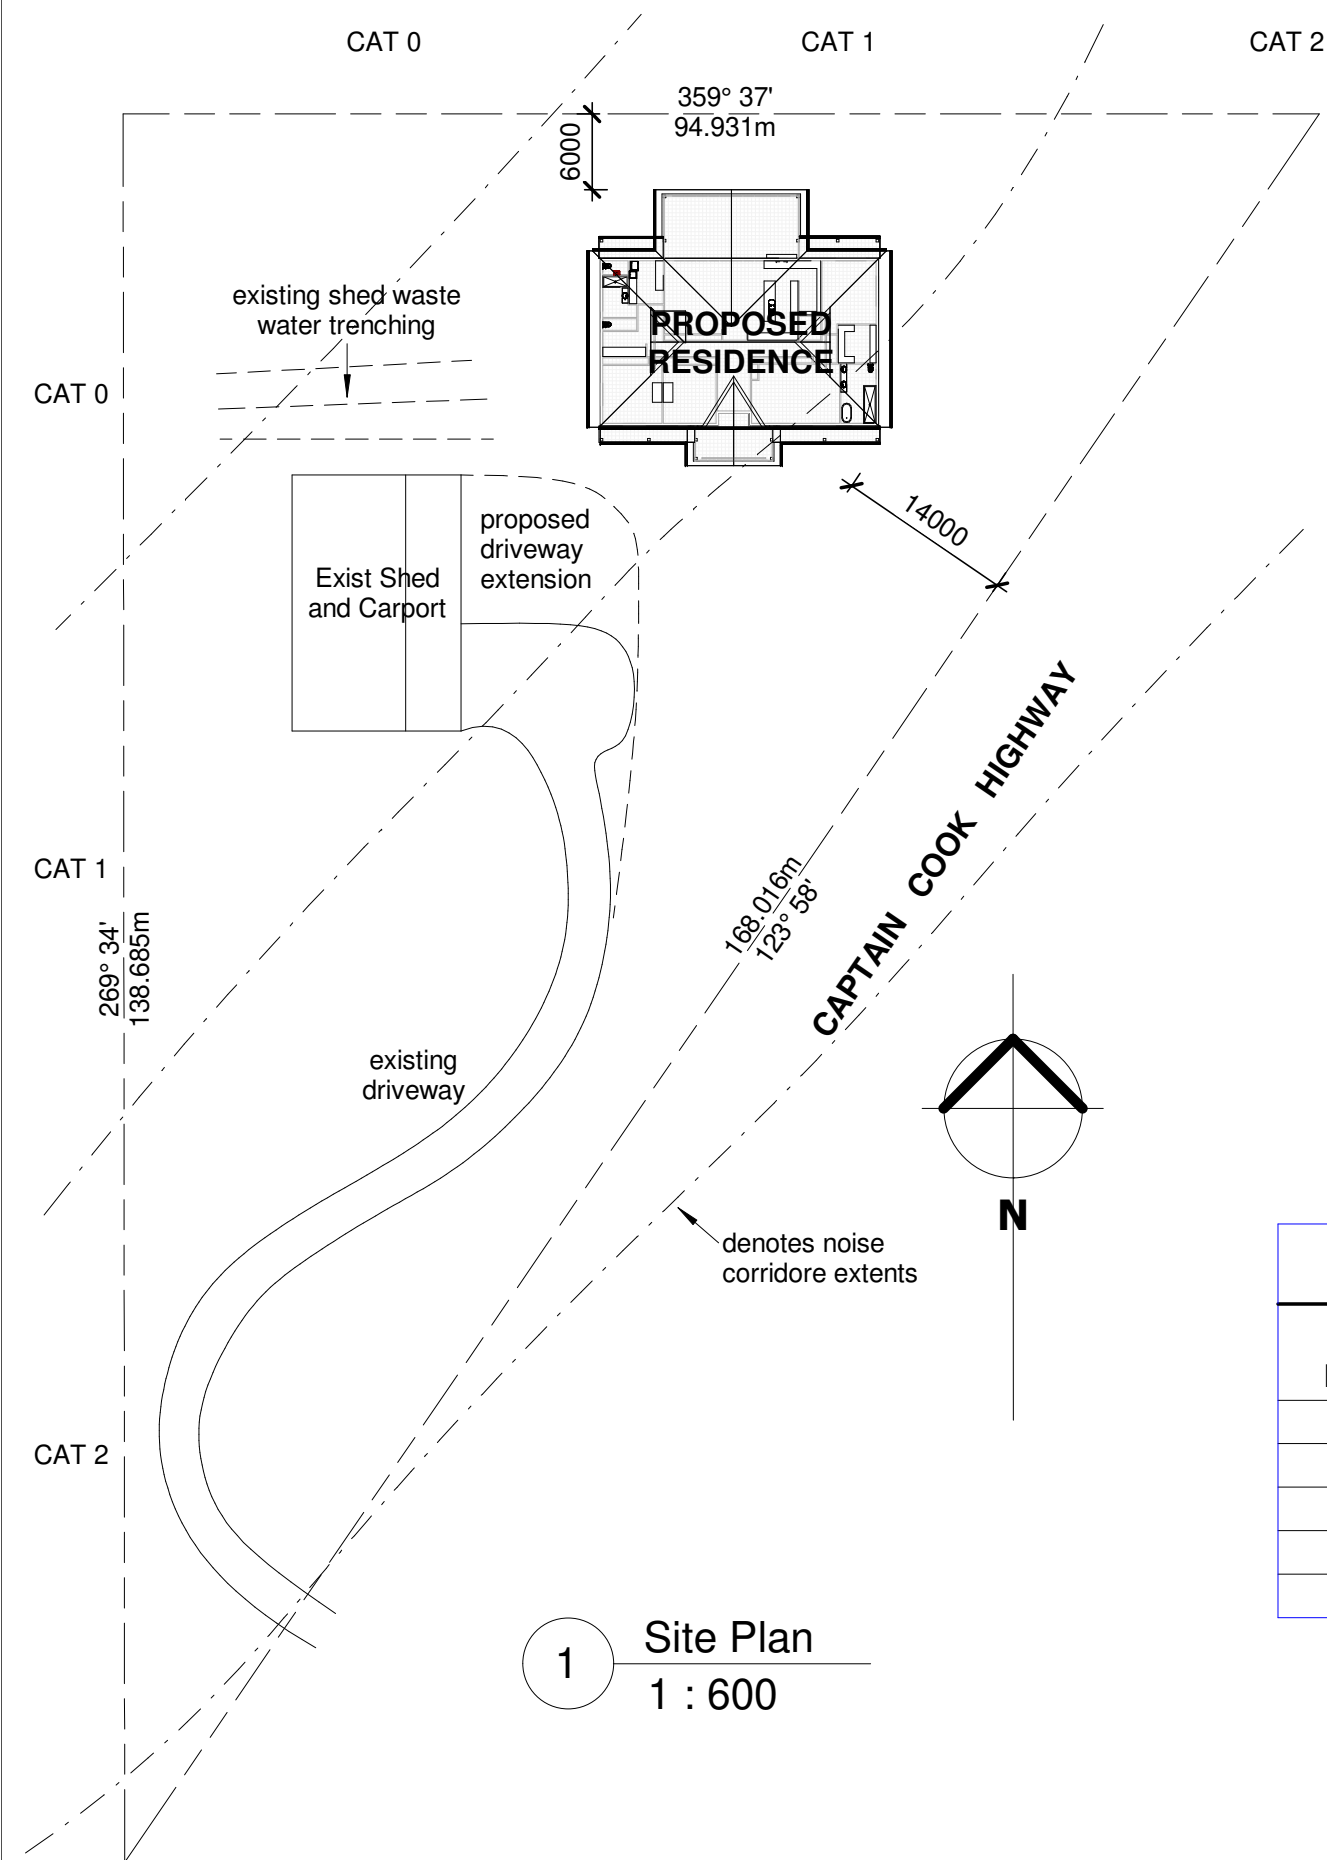 CAT 0
CAT 1
CAT 2
359° 37'
94.931m
6000
existing shed waste
water trenching
PROPOSED
RESIDENCE
CAT 0
14000
proposed
driveway
extension
Exist Shed
and Carport
CAPTAIN COOK HIGHWAY
CAT 1
168.016m
123° 58'
269° 34'
138.685m
existing
driveway
N
denotes noise
corridore extents
CAT 2
1
Site Plan
1 : 600